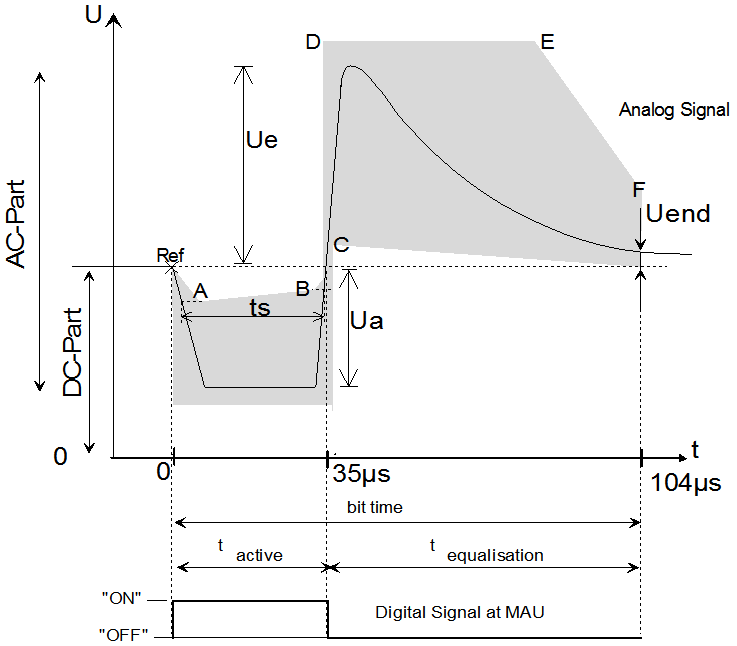 U
D
E
Analog Signal
Ue
AC-Part
F
Uend
C
Ref
A
B
ts
Ua
DC-Part
0
t
0
35µs
104µs
bit time
t active
t equalisation
"ON"
Digital Signal at MAU
"OFF"